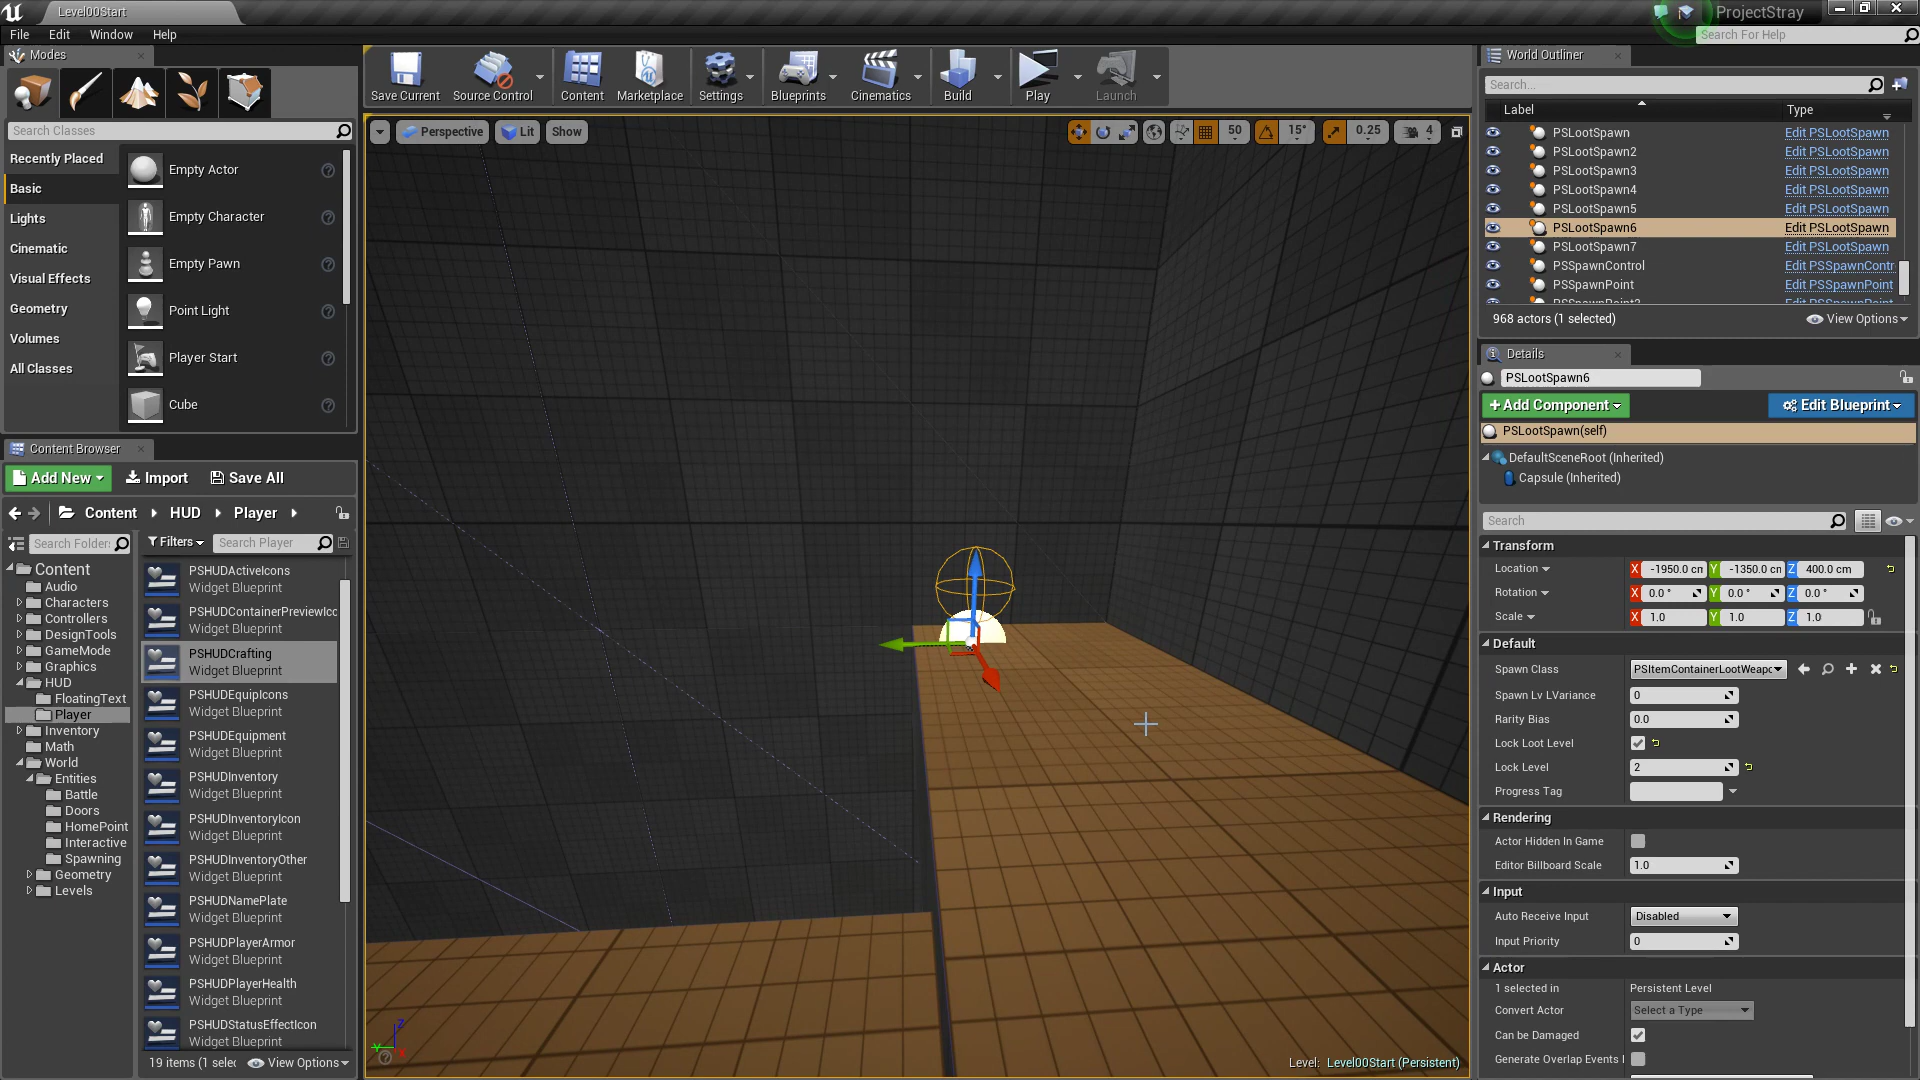 Level00Start
ProjectStray
File Edit Window Help
Search For Help
Modes
Search Classes
Recently Placed
Basic
Lights
Cinematic
Visual Effects
Geometry
Volumes
All Classes
Empty Actor
Empty Character
Empty Pawn
Point Light
Player Start
Cube
Save Current
Source Control
Content
Marketplace
Settings
Blueprints
Cinematics
Build
Play
Launch
Perspective
Lit
Show
50
15°
0.25
4
Content Browser
Add New
Import
Save All
Content
HUD
Player
Search Folders
Filters
Search Player
Content
Audio
Characters
Controllers
DesignTools
GameMode
Graphics
HUD
FloatingText
Player
Inventory
Math
World
Entities
Battle
Doors
HomePoint
Interactive
Spawning
Geometry
Levels
PSHUDActiveIcons
Widget Blueprint
PSHUDContainerPreviewIco
Widget Blueprint
PSHUDCrafting
Widget Blueprint
PSHUDEquipIcons
Widget Blueprint
PSHUDEquipment
Widget Blueprint
PSHUDInventory
Widget Blueprint
PSHUDInventoryIcon
Widget Blueprint
PSHUDInventoryOther
Widget Blueprint
PSHUDNamePlate
Widget Blueprint
PSHUDPlayerArmor
Widget Blueprint
PSHUDPlayerHealth
Widget Blueprint
PSHUDStatusEffectIcon
Widget Blueprint
19 items (1 selec
View Options
Level: Level00Start (Persistent)
World Outliner
Search...
Label Type
PSLootSpawn Edit PSLootSpawn
PSLootSpawn2 Edit PSLootSpawn
PSLootSpawn3 Edit PSLootSpawn
PSLootSpawn4 Edit PSLootSpawn
PSLootSpawn5 Edit PSLootSpawn
PSLootSpawn6 Edit PSLootSpawn
PSLootSpawn7 Edit PSLootSpawn
PSSpawnControl Edit PSSpawnContr
PSSpawnPoint Edit PSSpawnPoint
PSSpawnPoint2 Edit PSSpawnPoint
968 actors (1 selected)
View Options
Details
PSLootSpawn6
+Add Component
Edit Blueprint
PSLootSpawn(self)
DefaultSceneRoot (Inherited)
Capsule (Inherited)
Search
Transform
Location X -1950.0 cm Y -1350.0 cm Z 400.0 cm
Rotation X 0.0 ° Y 0.0 ° Z 0.0 °
Scale X 1.0 Y 1.0 Z 1.0
Default
Spawn Class PSItemContainerLootWeapo
Spawn Lv LVariance 0
Rarity Bias 0.0
Lock Loot Level
Lock Level 2
Progress Tag
Rendering
Actor Hidden In Game
Editor Billboard Scale 1.0
Input
Auto Receive Input Disabled
Input Priority 0
Actor
1 selected in Persistent Level
Convert Actor Select a Type
Can be Damaged
Generate Overlap Events